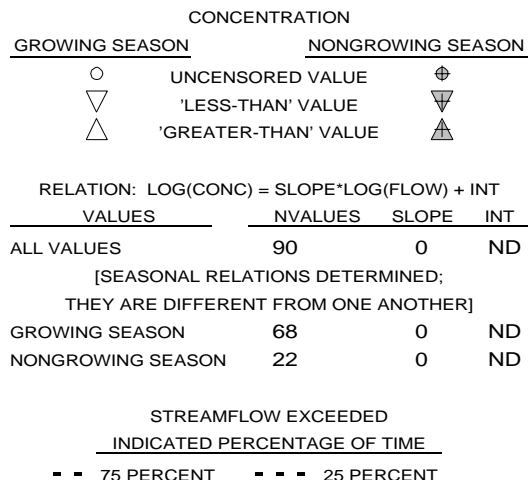 CONCENTRATION
GROWING SEASON NONGROWING SEASON
UNCENSORED VALUE
'LESS-THAN' VALUE
'GREATER-THAN' VALUE
RELATION: LOG(CONC) = SLOPE*LOG(FLOW) + INT
VALUES NVALUES SLOPE INT
ALL VALUES 90 0 ND
[SEASONAL RELATIONS DETERMINED;
THEY ARE DIFFERENT FROM ONE ANOTHER]
GROWING SEASON 68 0 ND
NONGROWING SEASON 22 0 ND
STREAMFLOW EXCEEDED
INDICATED PERCENTAGE OF TIME
75 PERCENT 25 PERCENT